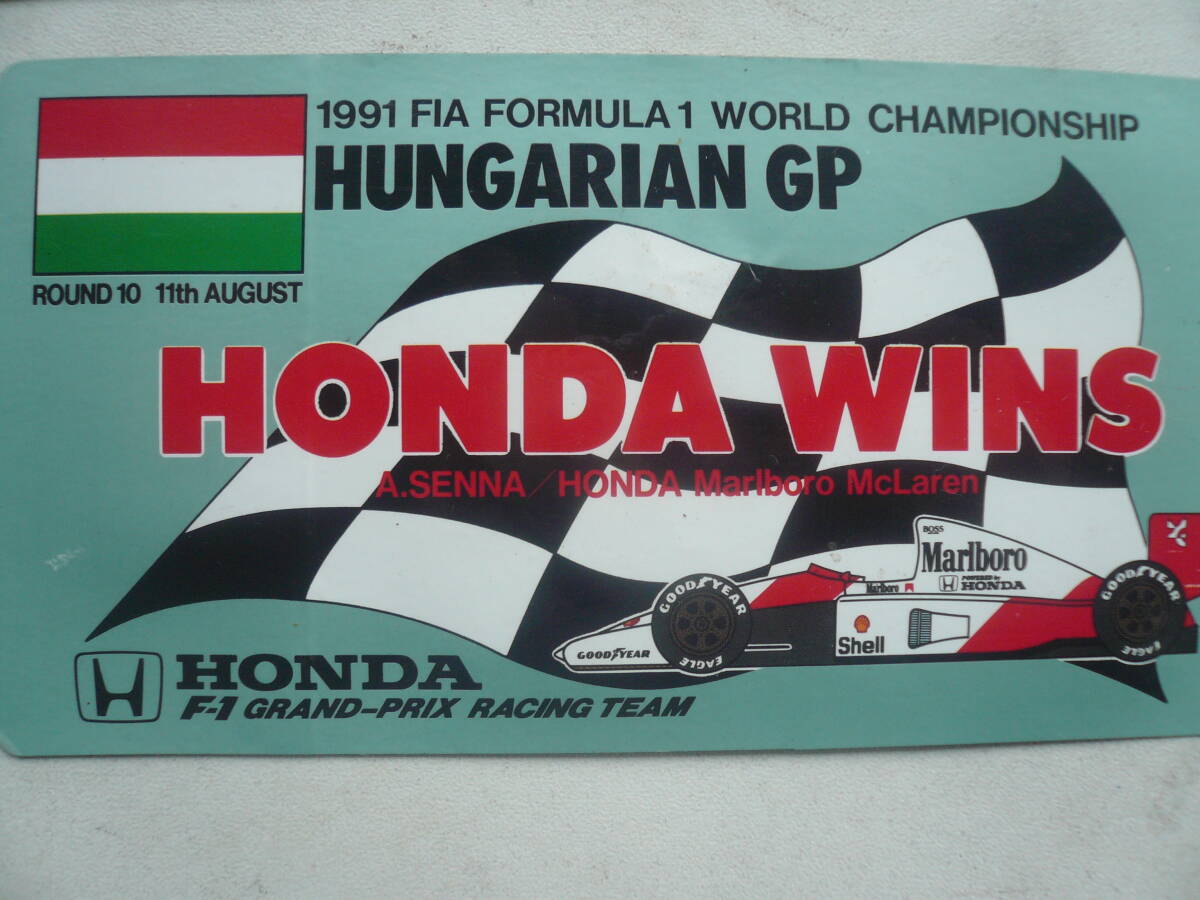 1991 FIA FORMULA 1 WORLD CHAMPIONSHIP
HUNGARIAN GP
ROUND 10 11th AUGUST
HONDA WINS
A.SENNA/HONDA Marlboro McLaren
BOSS
Marlboro
POWERED by
HONDA
Marlboro
GOODYEAR
EAGLE
GOODYEAR
EAGLE
GOODYEAR
Shell
HONDA
F-1 GRAND-PRIX RACING TEAM